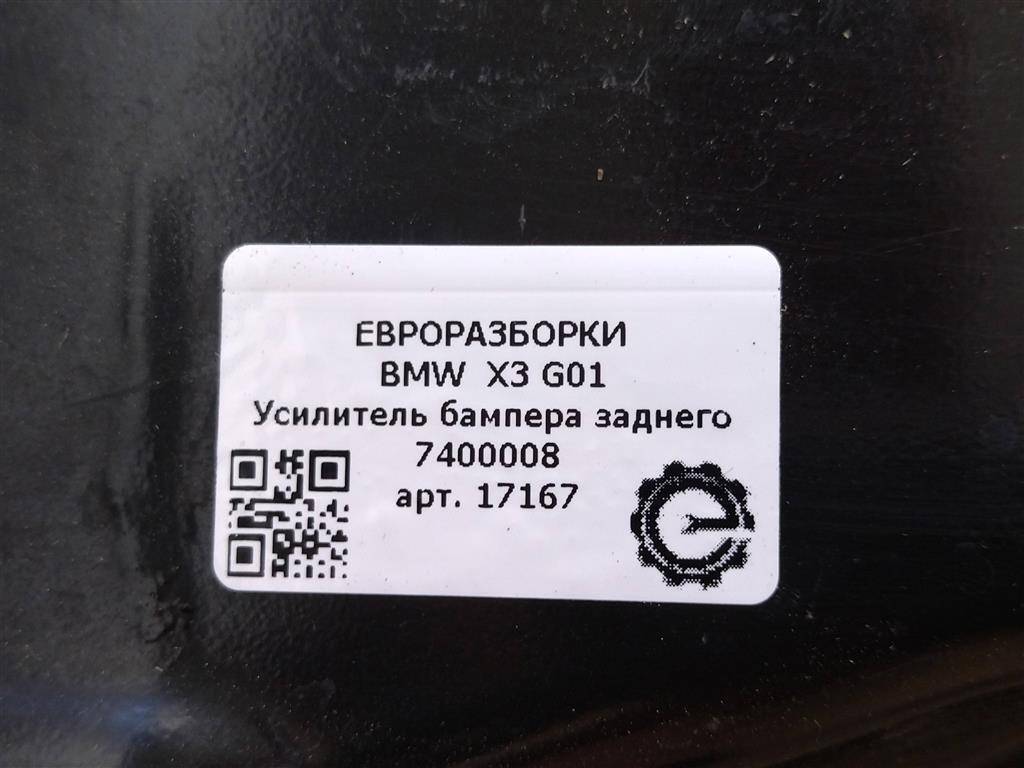 ЕВРОРАЗБОРКИ
BMW X3 G01
Усилитель бампера заднего
7400008
арт. 17167